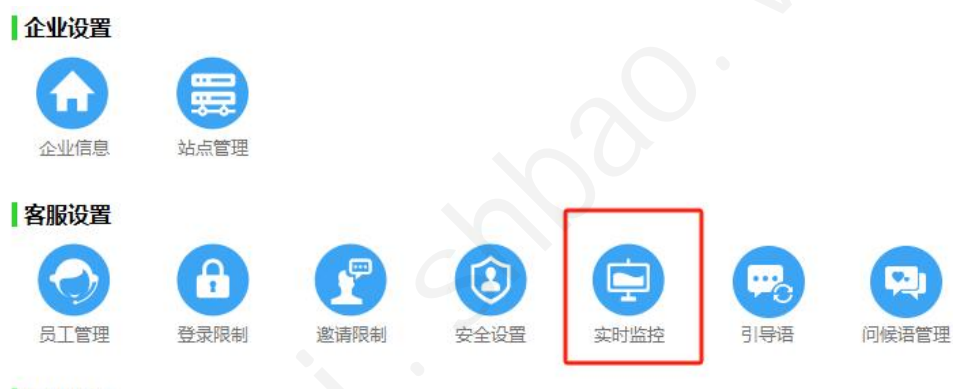 企业设置
企业信息 站点管理
客服设置
员工管理 登录限制 邀请限制 安全设置 实时监控 引导语 问候语管理